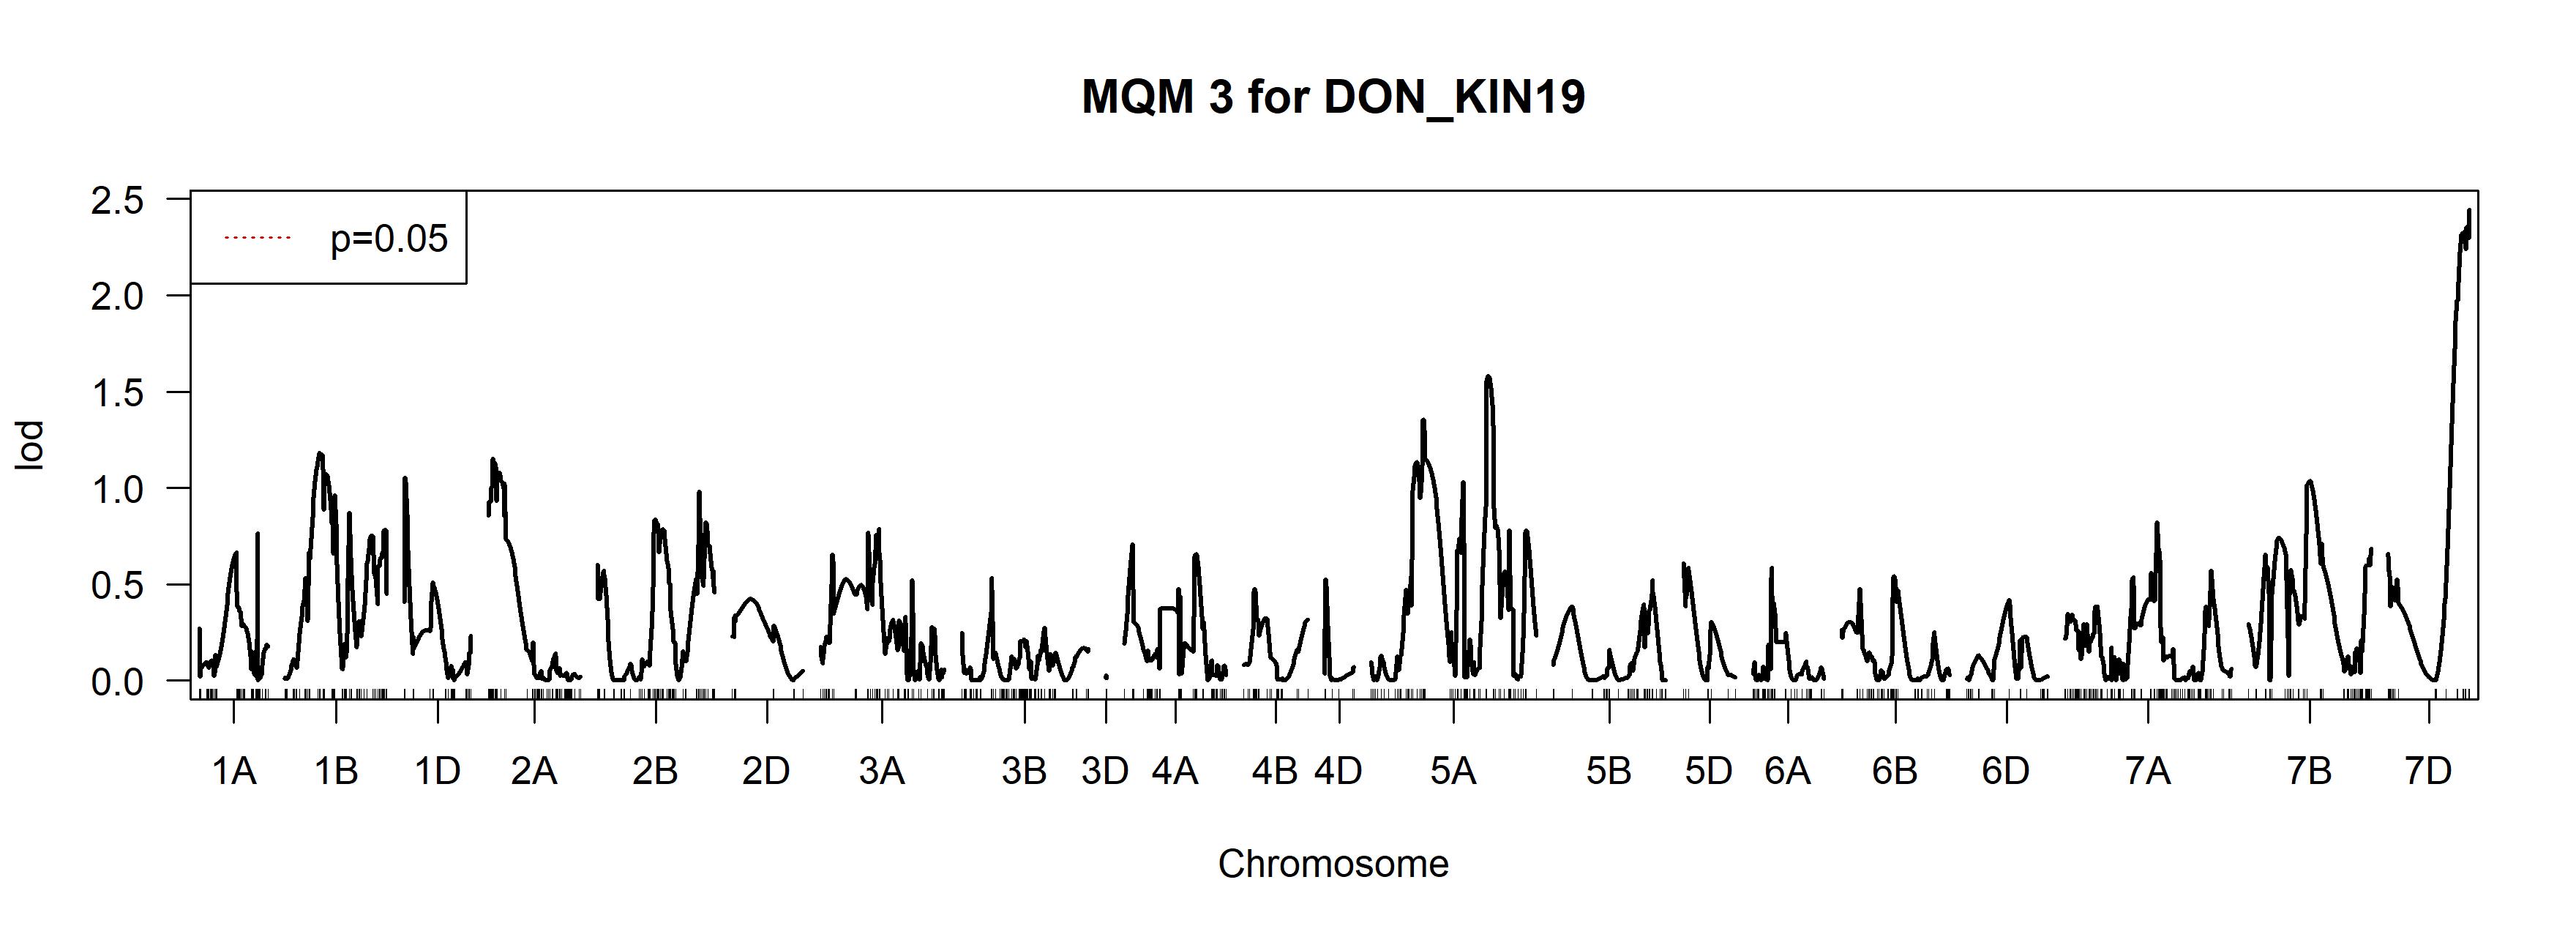 MQM 3 for DON_KIN19
2.5
p=0.05
2.0
1.5
lod
1.0
0.5
0.0
1A 1B 1D 2A 2B 2D 3A 3B 3D 4A 4B 4D 5A 5B 5D 6A 6B 6D 7A 7B 7D
Chromosome